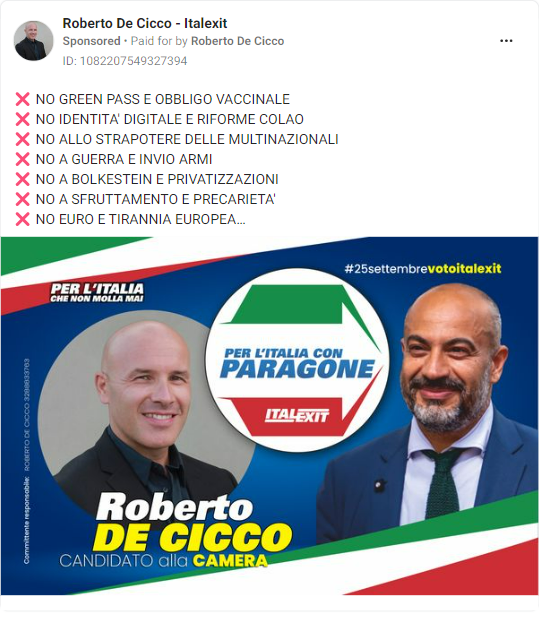 Roberto De Cicco - Italexit
Sponsored • Paid for by Roberto De Cicco
ID: 1082207549327394
❌ NO GREEN PASS E OBBLIGO VACCINALE
❌ NO IDENTITA' DIGITALE E RIFORME COLAO
❌ NO ALLO STRAPOTERE DELLE MULTINAZIONALI
❌ NO A GUERRA E INVIO ARMI
❌ NO A BOLKESTEIN E PRIVATIZZAZIONI
❌ NO A SFRUTTAMENTO E PRECARIETA'
❌ NO EURO E TIRANNIA EUROPEA...
#25settembrevotoitalexit
PER L'ITALIA
CHE NON MOLLA MAI
PER L'ITALIA CON
PARAGONE
ITALEXIT
Committente responsabile: ROBERTO DE CICCO
Roberto
DE CICCO
CANDIDATO alla CAMERA